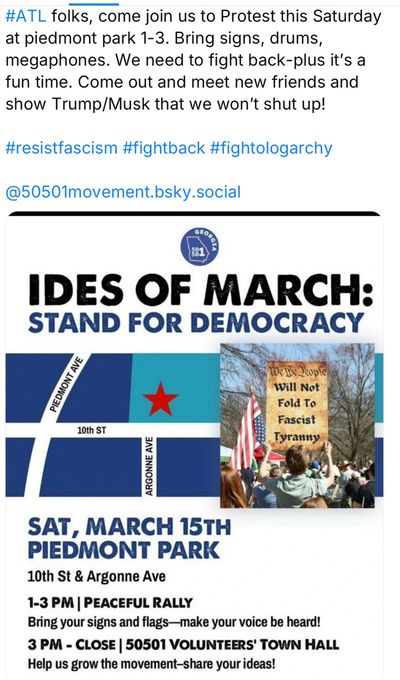 #ATL folks, come join us to Protest this Saturday
at piedmont park 1-3. Bring signs, drums,
megaphones. We need to fight back-plus it’s a
fun time. Come out and meet new friends and
show Trump/Musk that we won’t shut up!
#resistfascism #fightback #fightologarchy
@50501movement.bsky.social
GEORGIA
50
501
IDES OF MARCH:
STAND FOR DEMOCRACY
PIEDMONT AVE
10th ST
ARGONNE AVE
We the People
Will Not
Fold To
Fascist
Tyranny
SAT, MARCH 15TH
PIEDMONT PARK
10th St & Argonne Ave
1-3 PM | PEACEFUL RALLY
Bring your signs and flags—make your voice be heard!
3 PM - CLOSE | 50501 VOLUNTEERS' TOWN HALL
Help us grow the movement–share your ideas!